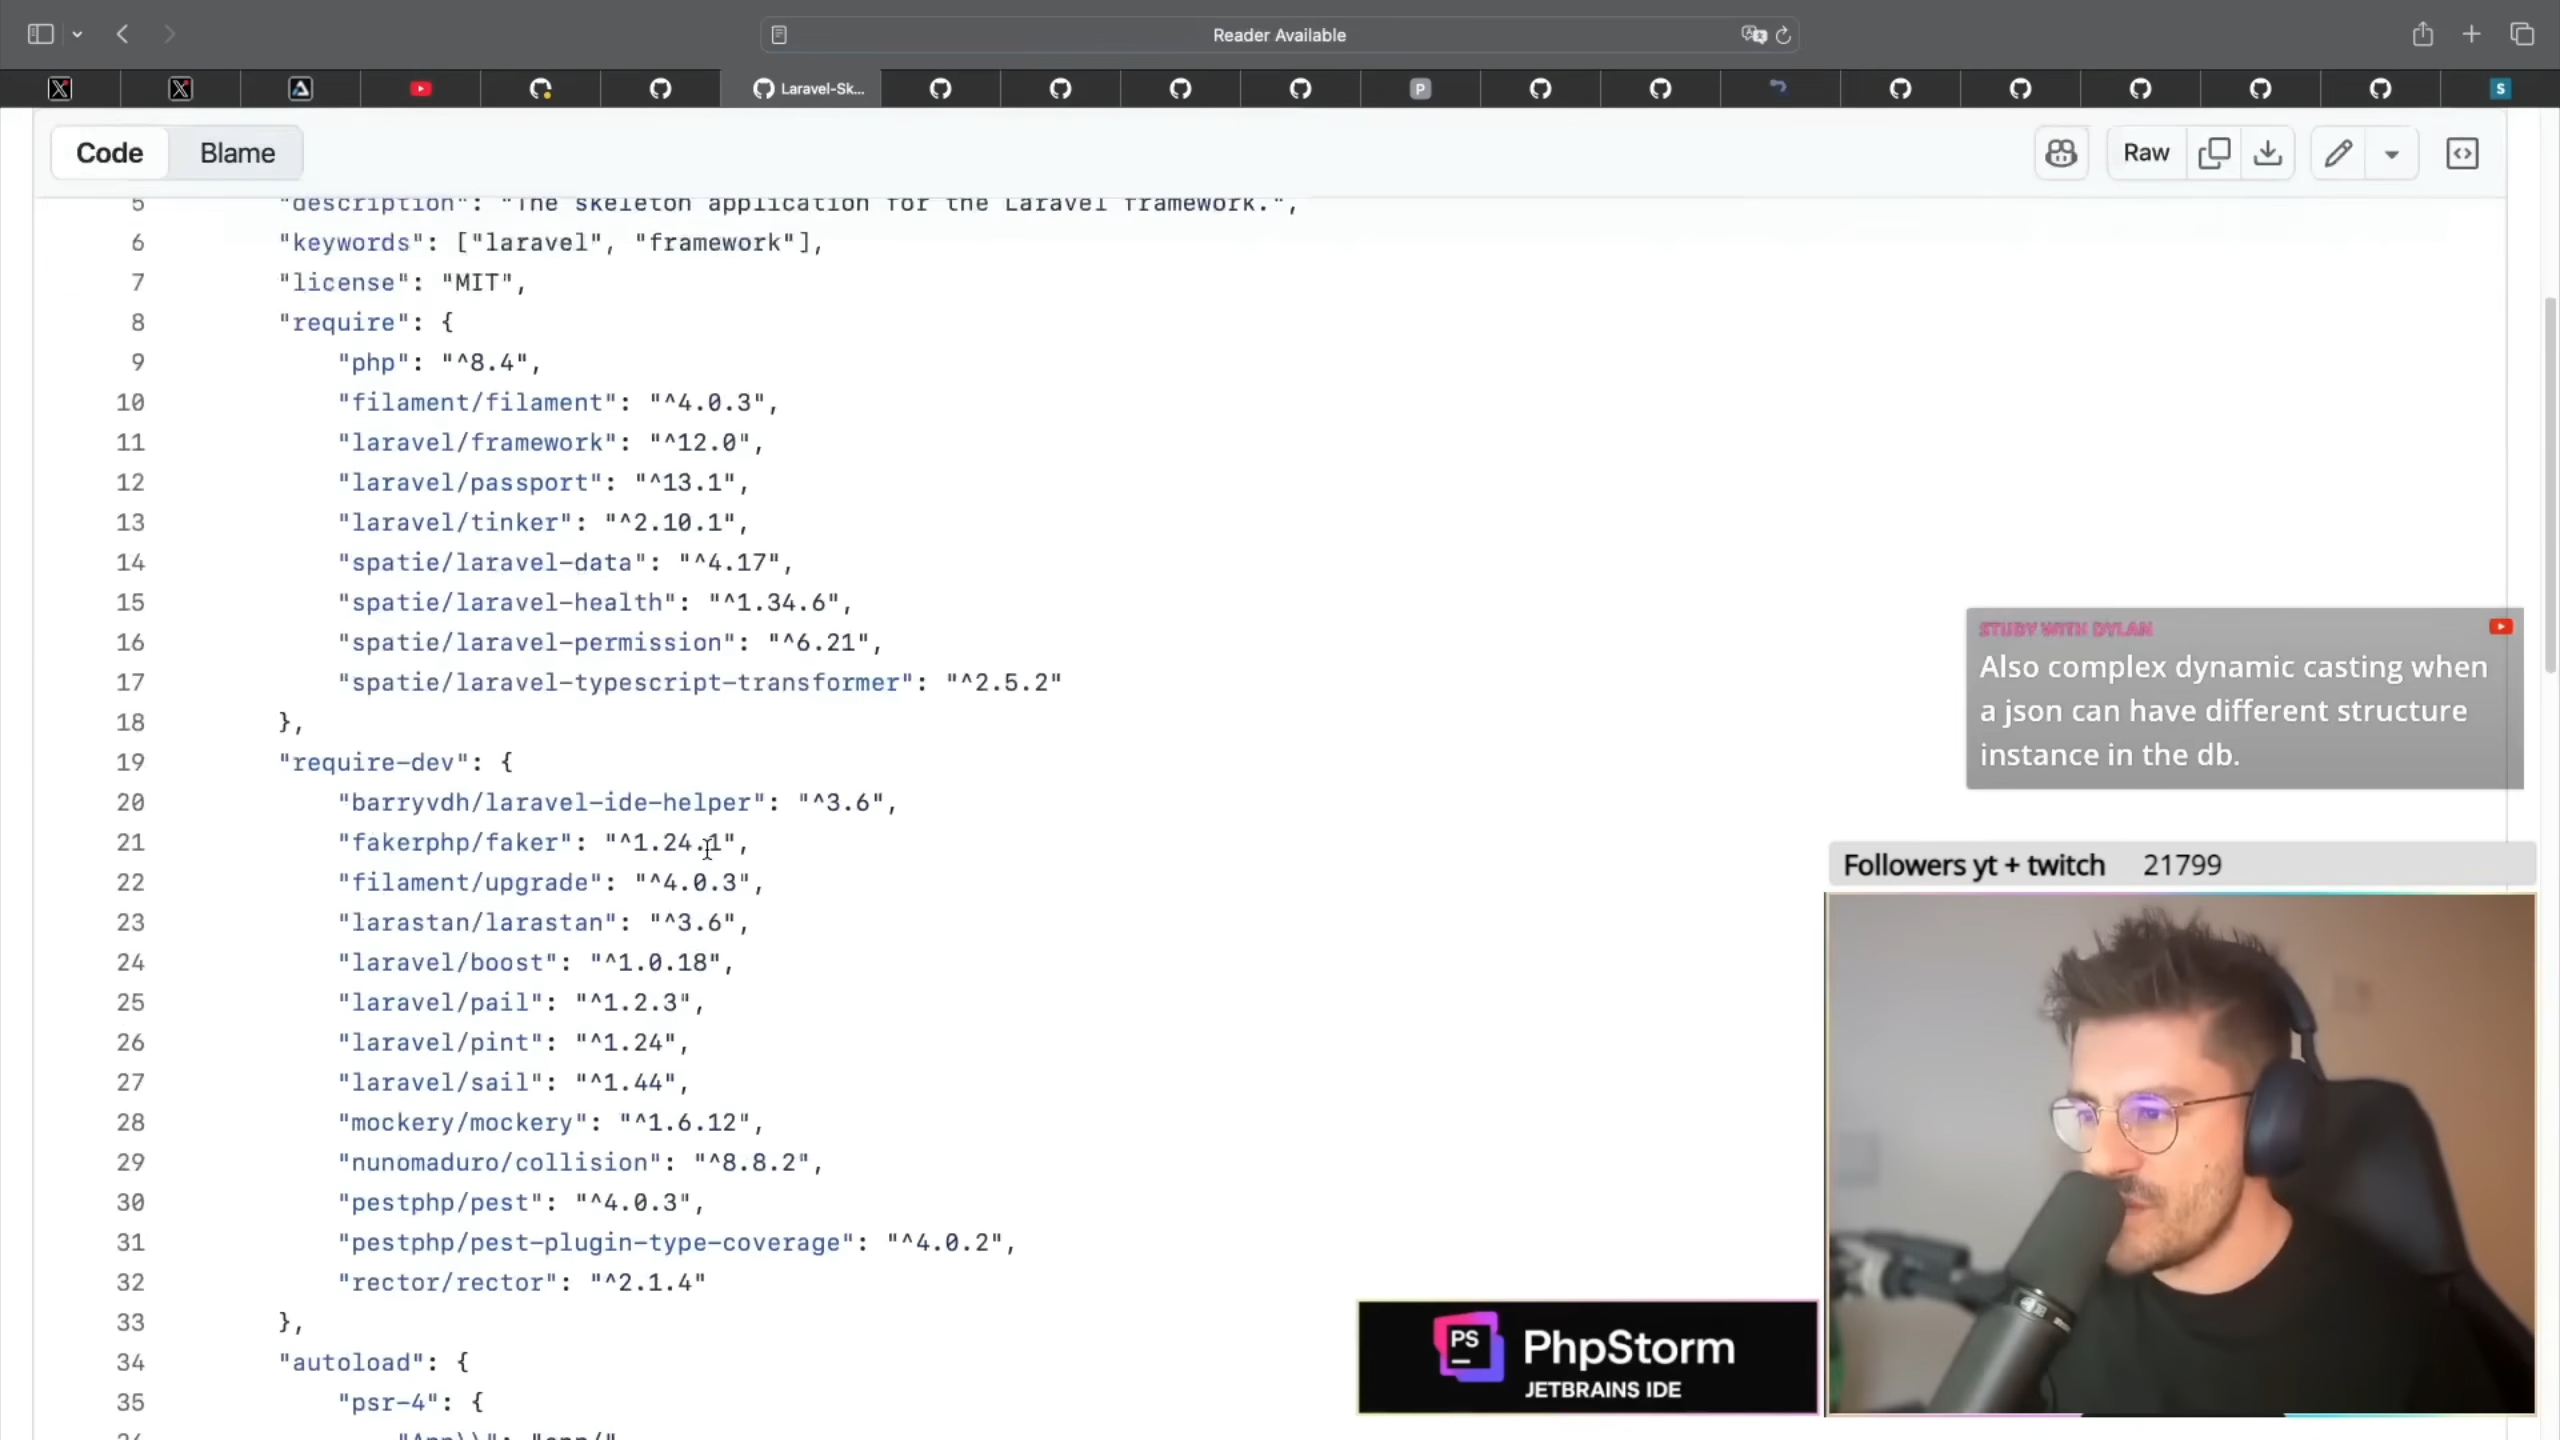 Reader Available
Laravel-Sk...
Code
Blame
Raw
5 "description": "The skeleton application for the Laravel framework.",
6 "keywords": ["laravel", "framework"],
7 "license": "MIT",
8 "require": {
9 "php": "^8.4",
10 "filament/filament": "^4.0.3",
11 "laravel/framework": "^12.0",
12 "laravel/passport": "^13.1",
13 "laravel/tinker": "^2.10.1",
14 "spatie/laravel-data": "^4.17",
15 "spatie/laravel-health": "^1.34.6",
16 "spatie/laravel-permission": "^6.21",
17 "spatie/laravel-typescript-transformer": "^2.5.2"
18 },
19 "require-dev": {
20 "barryvdh/laravel-ide-helper": "^3.6",
21 "fakerphp/faker": "^1.24.1",
22 "filament/upgrade": "^4.0.3",
23 "larastan/larastan": "^3.6",
24 "laravel/boost": "^1.0.18",
25 "laravel/pail": "^1.2.3",
26 "laravel/pint": "^1.24",
27 "laravel/sail": "^1.44",
28 "mockery/mockery": "^1.6.12",
29 "nunomaduro/collision": "^8.8.2",
30 "pestphp/pest": "^4.0.3",
31 "pestphp/pest-plugin-type-coverage": "^4.0.2",
32 "rector/rector": "^2.1.4"
33 },
34 "autoload": {
35 "psr-4": {
STUDY WITH DYLAN
Also complex dynamic casting when
a json can have different structure
instance in the db.
Followers yt + twitch 21799
PS
PhpStorm
JETBRAINS IDE